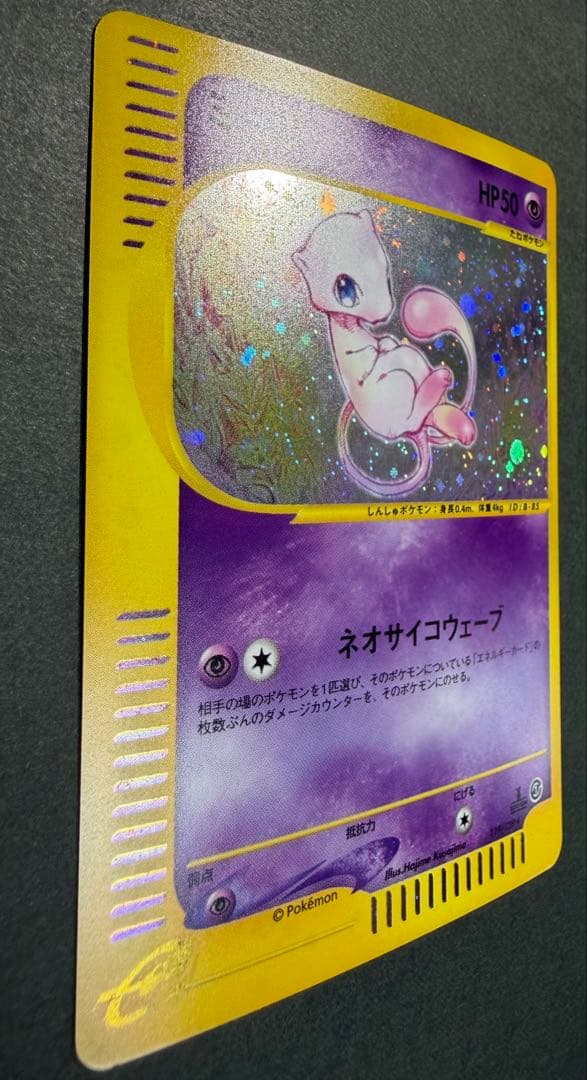 HP50
たねポケモン
しんしゅポケモン：身長0.4m、体重4kg ID：B-85
ネオサイコウェーブ
相手の場のポケモンを1匹選び、そのポケモンについている「エネルギーカード」の
枚数ぶんのダメージカウンターを、そのポケモンにのせる。
弱点
抵抗力
にげる
Illus.Hajime Kusajima
© Pokémon